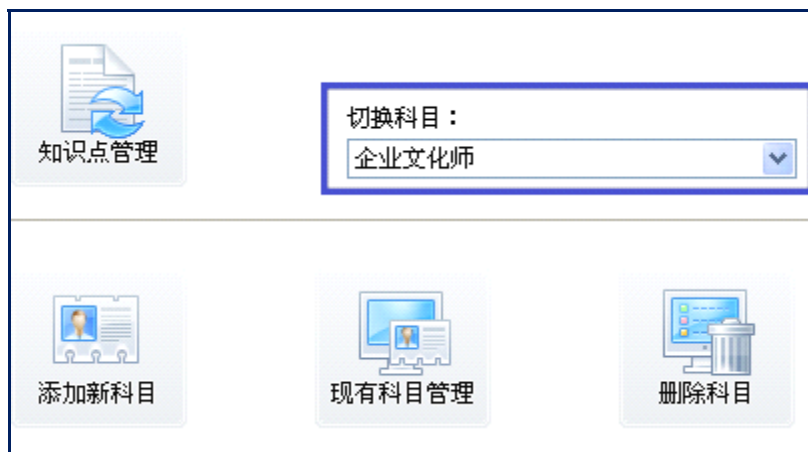 切换科目：
企业文化师
知识点管理
添加新科目
现有科目管理
删除科目